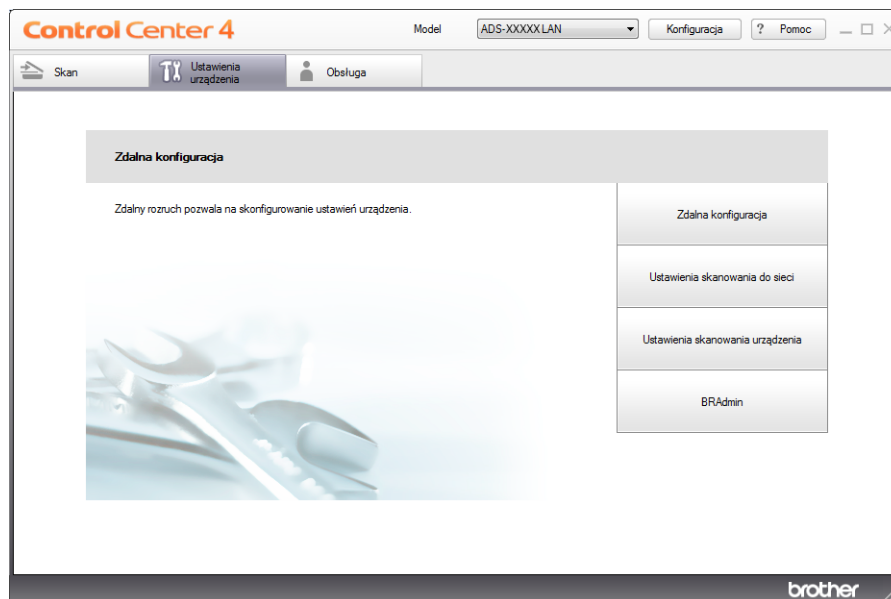 Control Center 4
Model
ADS-XXXXX LAN
Konfiguracja
? Pomoc
Skan
Ustawienia
urządzenia
Obsługa
Zdalna konfiguracja
Zdalny rozruch pozwala na skonfigurowanie ustawień urządzenia.
Zdalna konfiguracja
Ustawienia skanowania do sieci
Ustawienia skanowania urządzenia
BRAdmin
brother